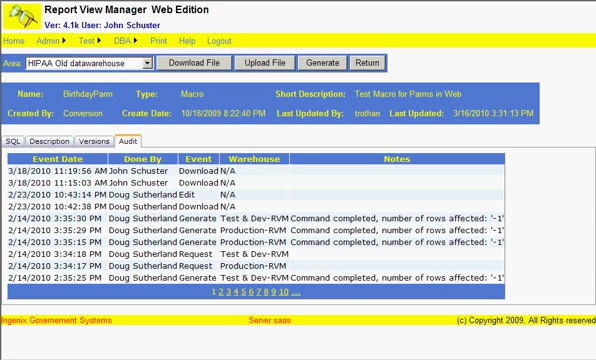 Report View Manager Web Edition
Ver: 4.1k User: John Schuster
Home Admin Test DBA Print Help Logout
Area: HIPAA Old datawarehouse Download File Upload File Generate Return
Name: BirthdayParm Type: Macro Short Description: Test Macro for Parms in Web
Created By: Conversion Create Date: 10/18/2009 8:22:40 PM Last Updated By: trothan Last Updated: 3/16/2010 3:31:13 PM
SQL Description Versions Audit
Event Date Done By Event Warehouse Notes
3/18/2010 11:19:56 AM John Schuster Download N/A
3/18/2010 11:15:03 AM John Schuster Download N/A
2/23/2010 10:43:14 PM Doug Sutherland Edit N/A
2/23/2010 10:42:38 PM Doug Sutherland Download N/A
2/14/2010 3:35:30 PM Doug Sutherland Generate Test & Dev-RVM Command completed, number of rows affected: '-1'
2/14/2010 3:35:29 PM Doug Sutherland Generate Production-RVM Command completed, number of rows affected: '-1'
2/14/2010 3:35:15 PM Doug Sutherland Generate Production-RVM Command completed, number of rows affected: '-1'
2/14/2010 3:34:18 PM Doug Sutherland Request Test & Dev-RVM
2/14/2010 3:34:17 PM Doug Sutherland Request Production-RVM
2/14/2010 2:35:25 PM Doug Sutherland Generate Test & Dev-RVM Command completed, number of rows affected: '-1'
1 2 3 4 5 6 7 8 9 10 ...
Ingenix Governement Systems Server:saas (c) Copyright 2009, All Rights reserved